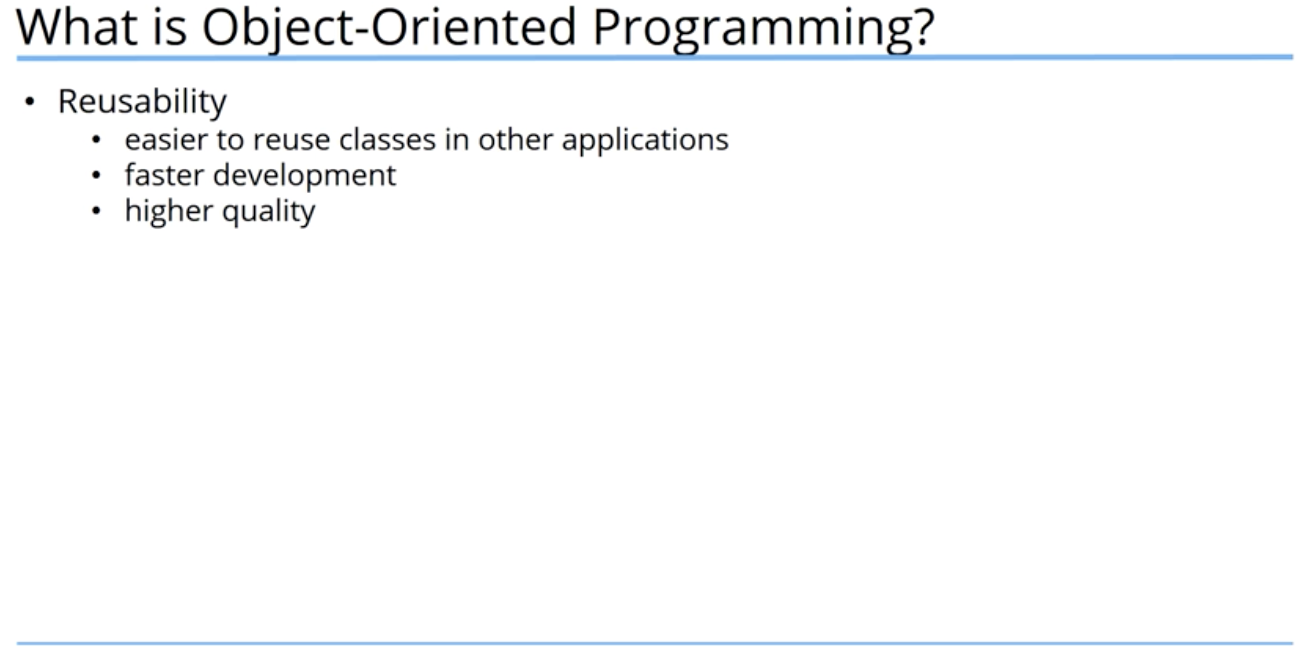 What is Object-Oriented Programming?
• Reusability
• easier to reuse classes in other applications
• faster development
• higher quality